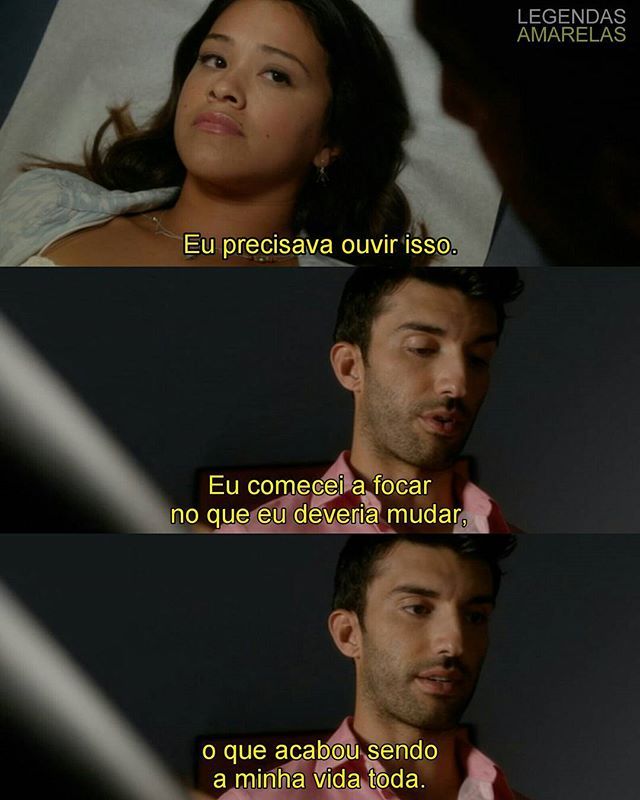 LEGENDAS
AMARELAS
Eu precisava ouvir isso.
Eu comecei a focar
no que eu deveria mudar,
o que acabou sendo
a minha vida toda.